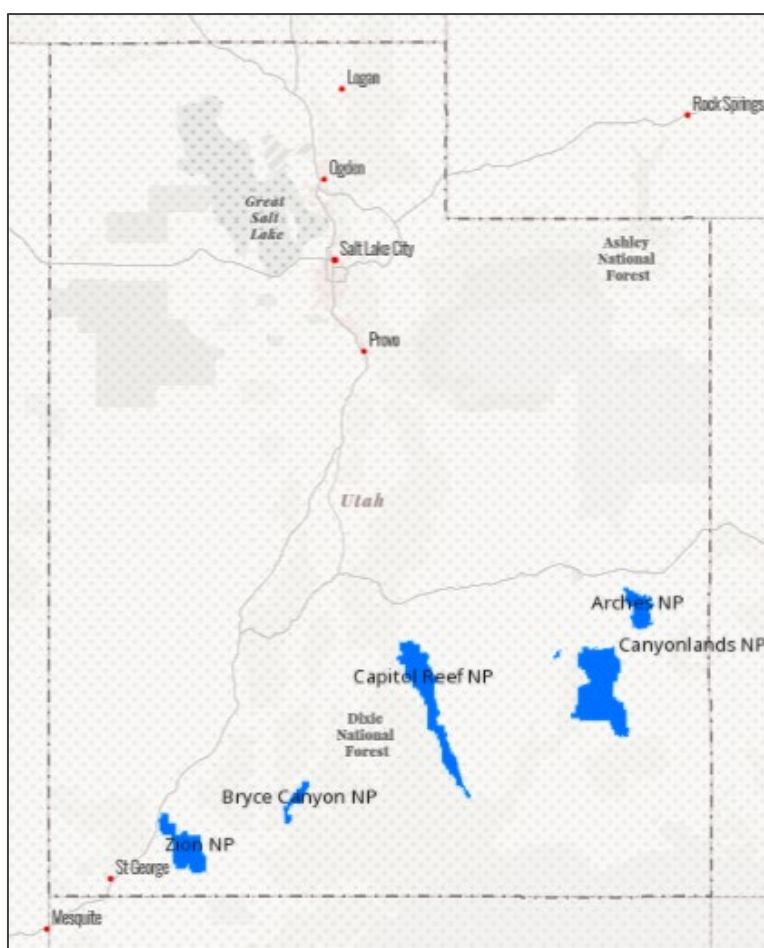 Logan
Rock Springs
Ogden
Great
Salt
Lake
Salt Lake City
Ashley
National
Forest
Provo
Utah
Arches NP
Canyonlands NP
Capitol Reef NP
Dixie
National
Forest
Bryce Canyon NP
Zion NP
St George
Mesquite